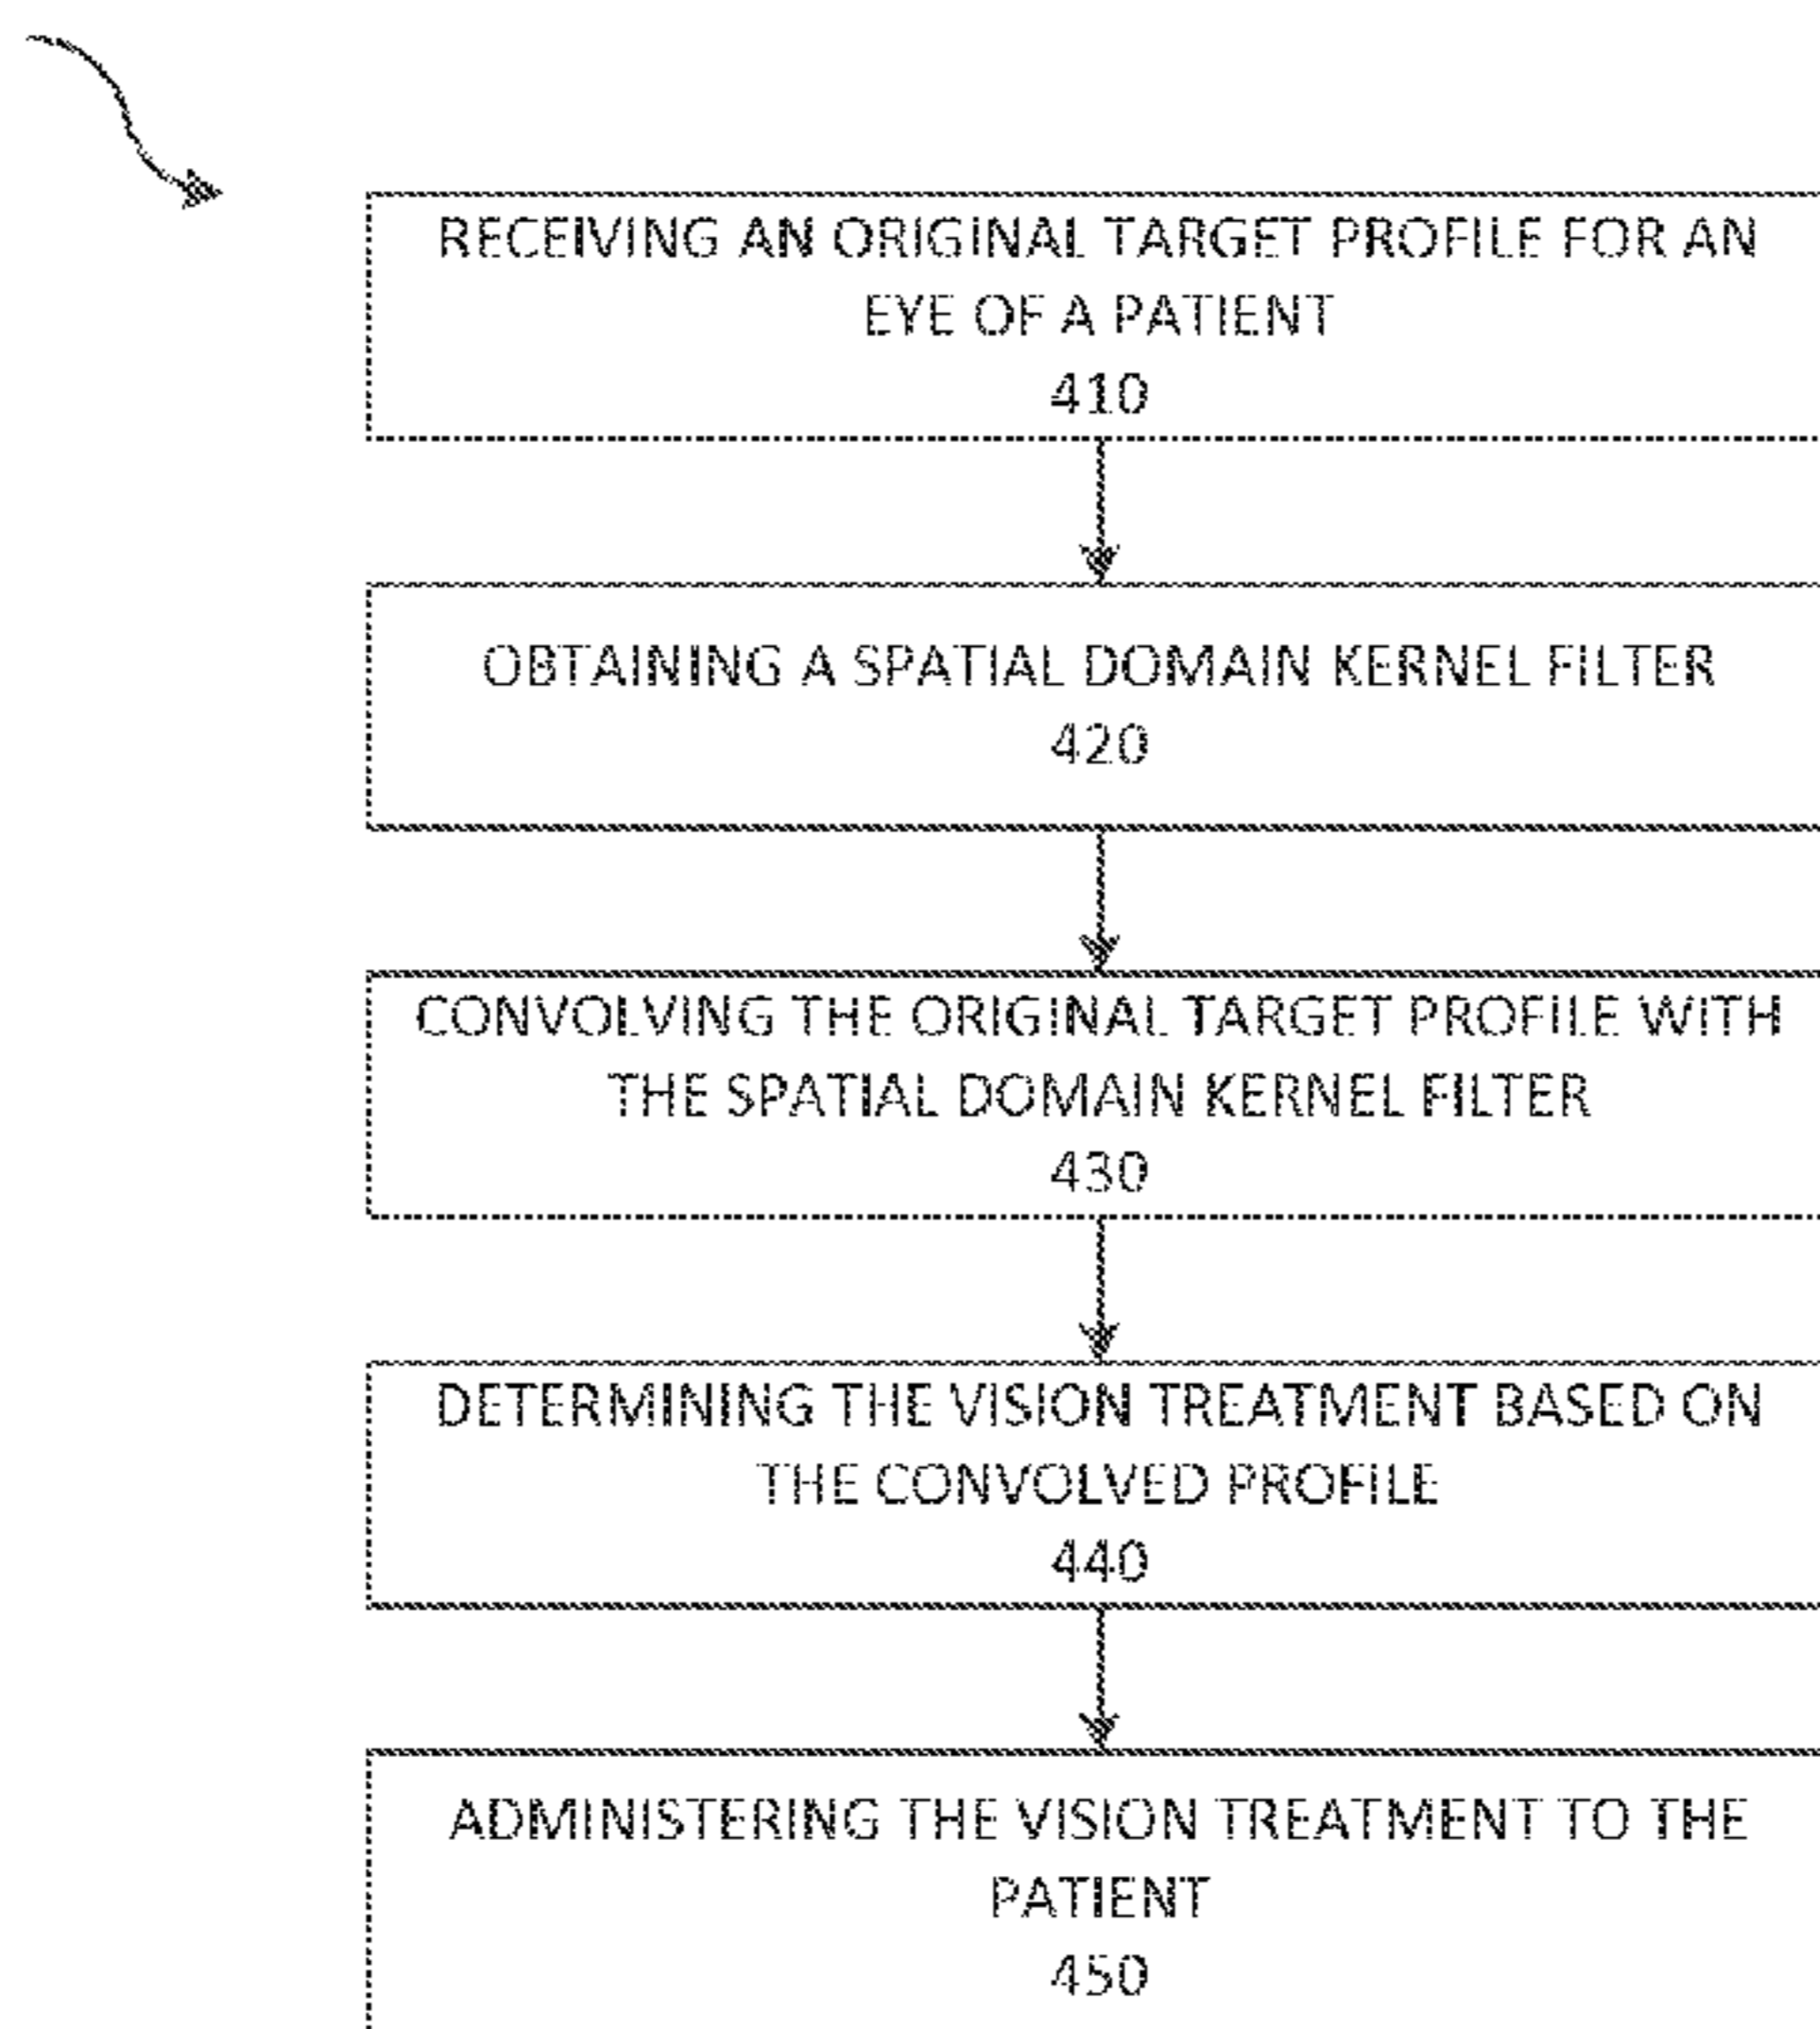 RECEIVING AN ORIGINAL TARGET PROFILE FOR AN
EYE OF A PATIENT
410
OBTAINING A SPATIAL DOMAIN KERNEL FILTER
420
CONVOLVING THE ORIGINAL TARGET PROFILE WITH
THE SPATIAL DOMAIN KERNEL FILTER
430
DETERMINING THE VISION TREATMENT BASED ON
THE CONVOLVED PROFILE
440
ADMINISTERING THE VISION TREATMENT TO THE
PATIENT
450